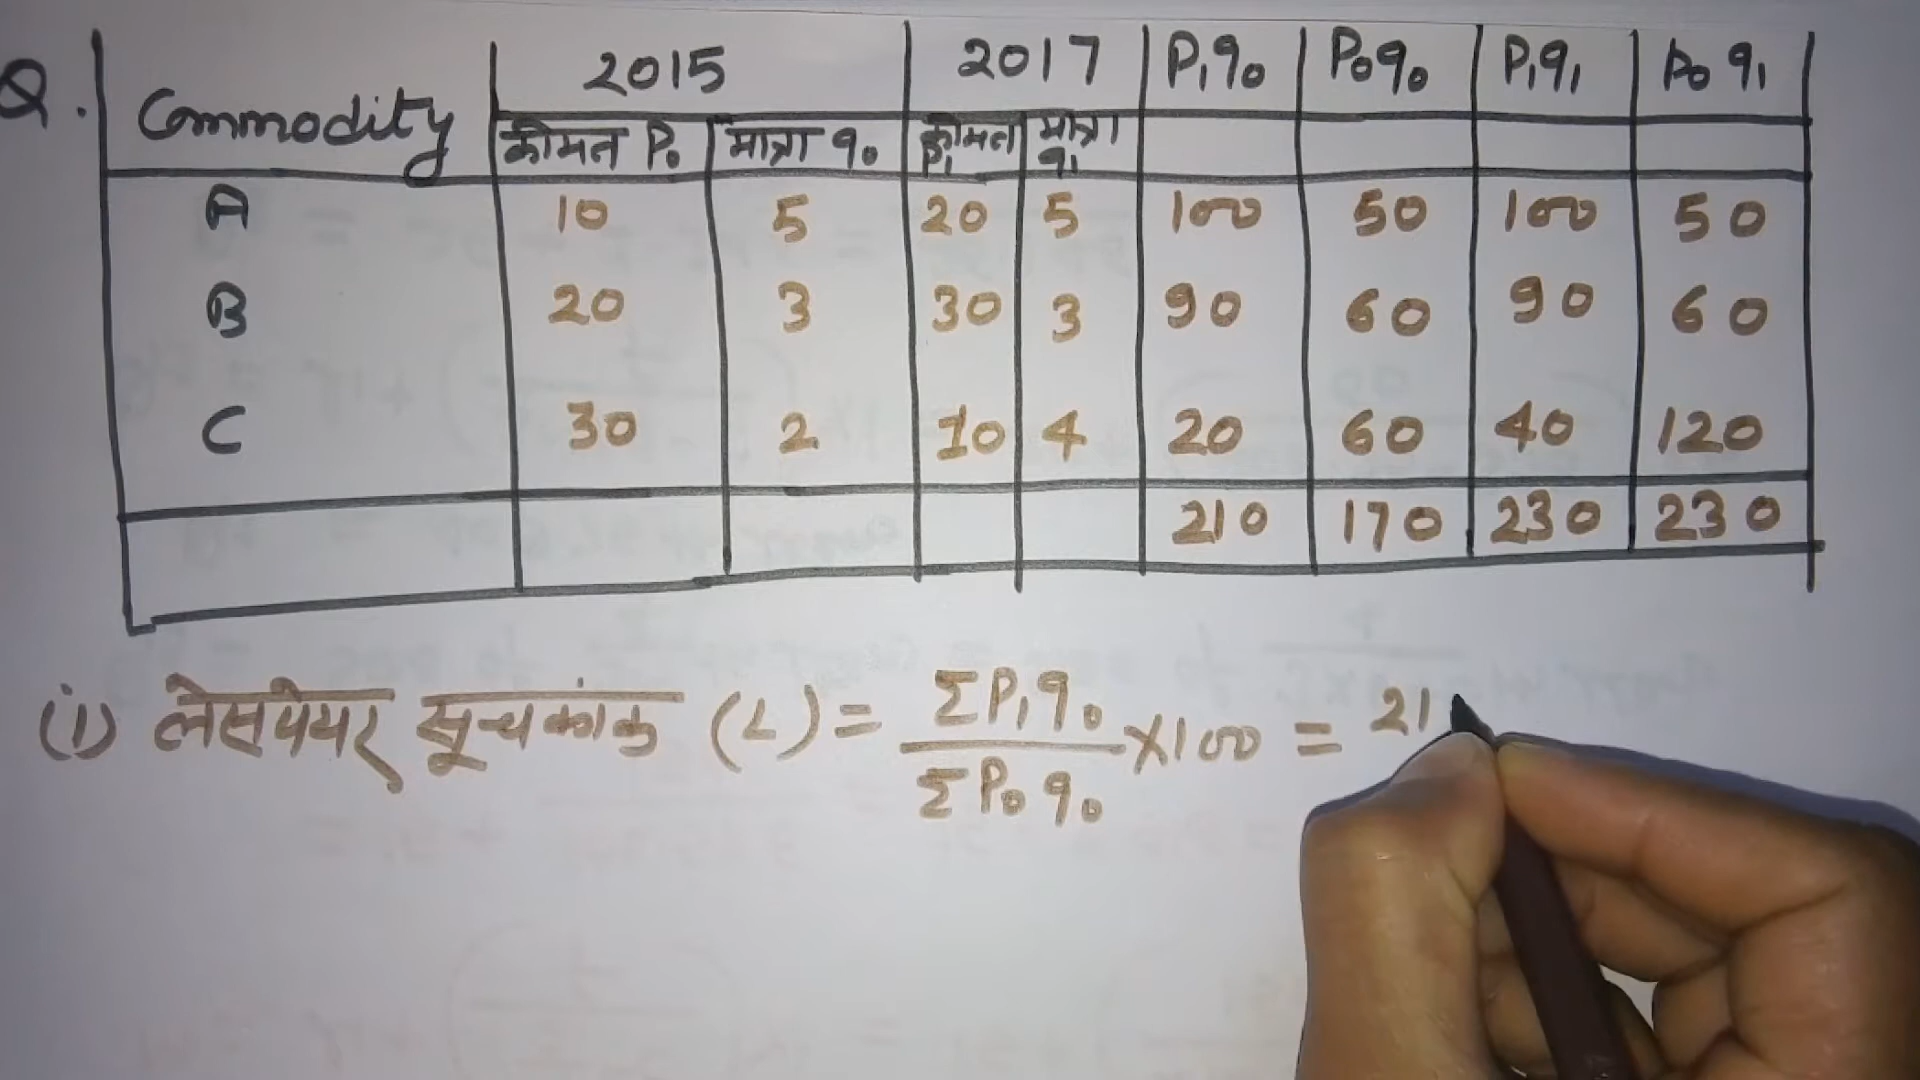 Q. Commodity 2015 2017 P₁q₀ P₀q₀ P₁q₁ P₀q₁
कीमत P₀ मात्रा q₀ कीमत P₁ मात्रा q₁
A 10 5 20 5 100 50 100 50
B 20 3 30 3 90 60 90 60
C 30 2 10 4 20 60 40 120
210 170 230 230
(i) लेसपेयर सूचकांक (L) = ΣP₁q₀ / ΣP₀q₀ ×100 = 21